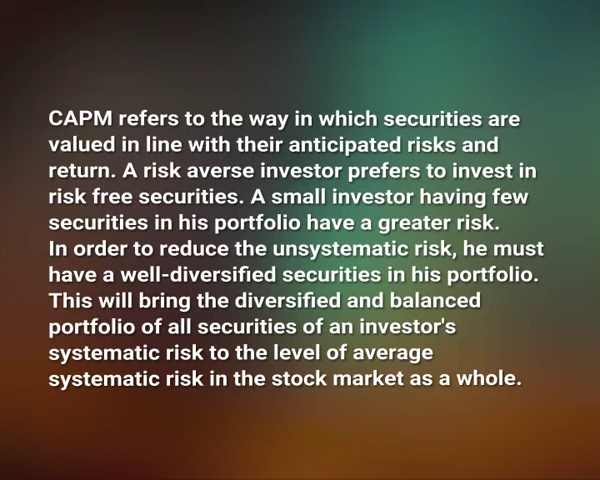 CAPM refers to the way in which securities are
valued in line with their anticipated risks and
return. A risk averse investor prefers to invest in
risk free securities. A small investor having few
securities in his portfolio have a greater risk.
In order to reduce the unsystematic risk, he must
have a well-diversified securities in his portfolio.
This will bring the diversified and balanced
portfolio of all securities of an investor's
systematic risk to the level of average
systematic risk in the stock market as a whole.